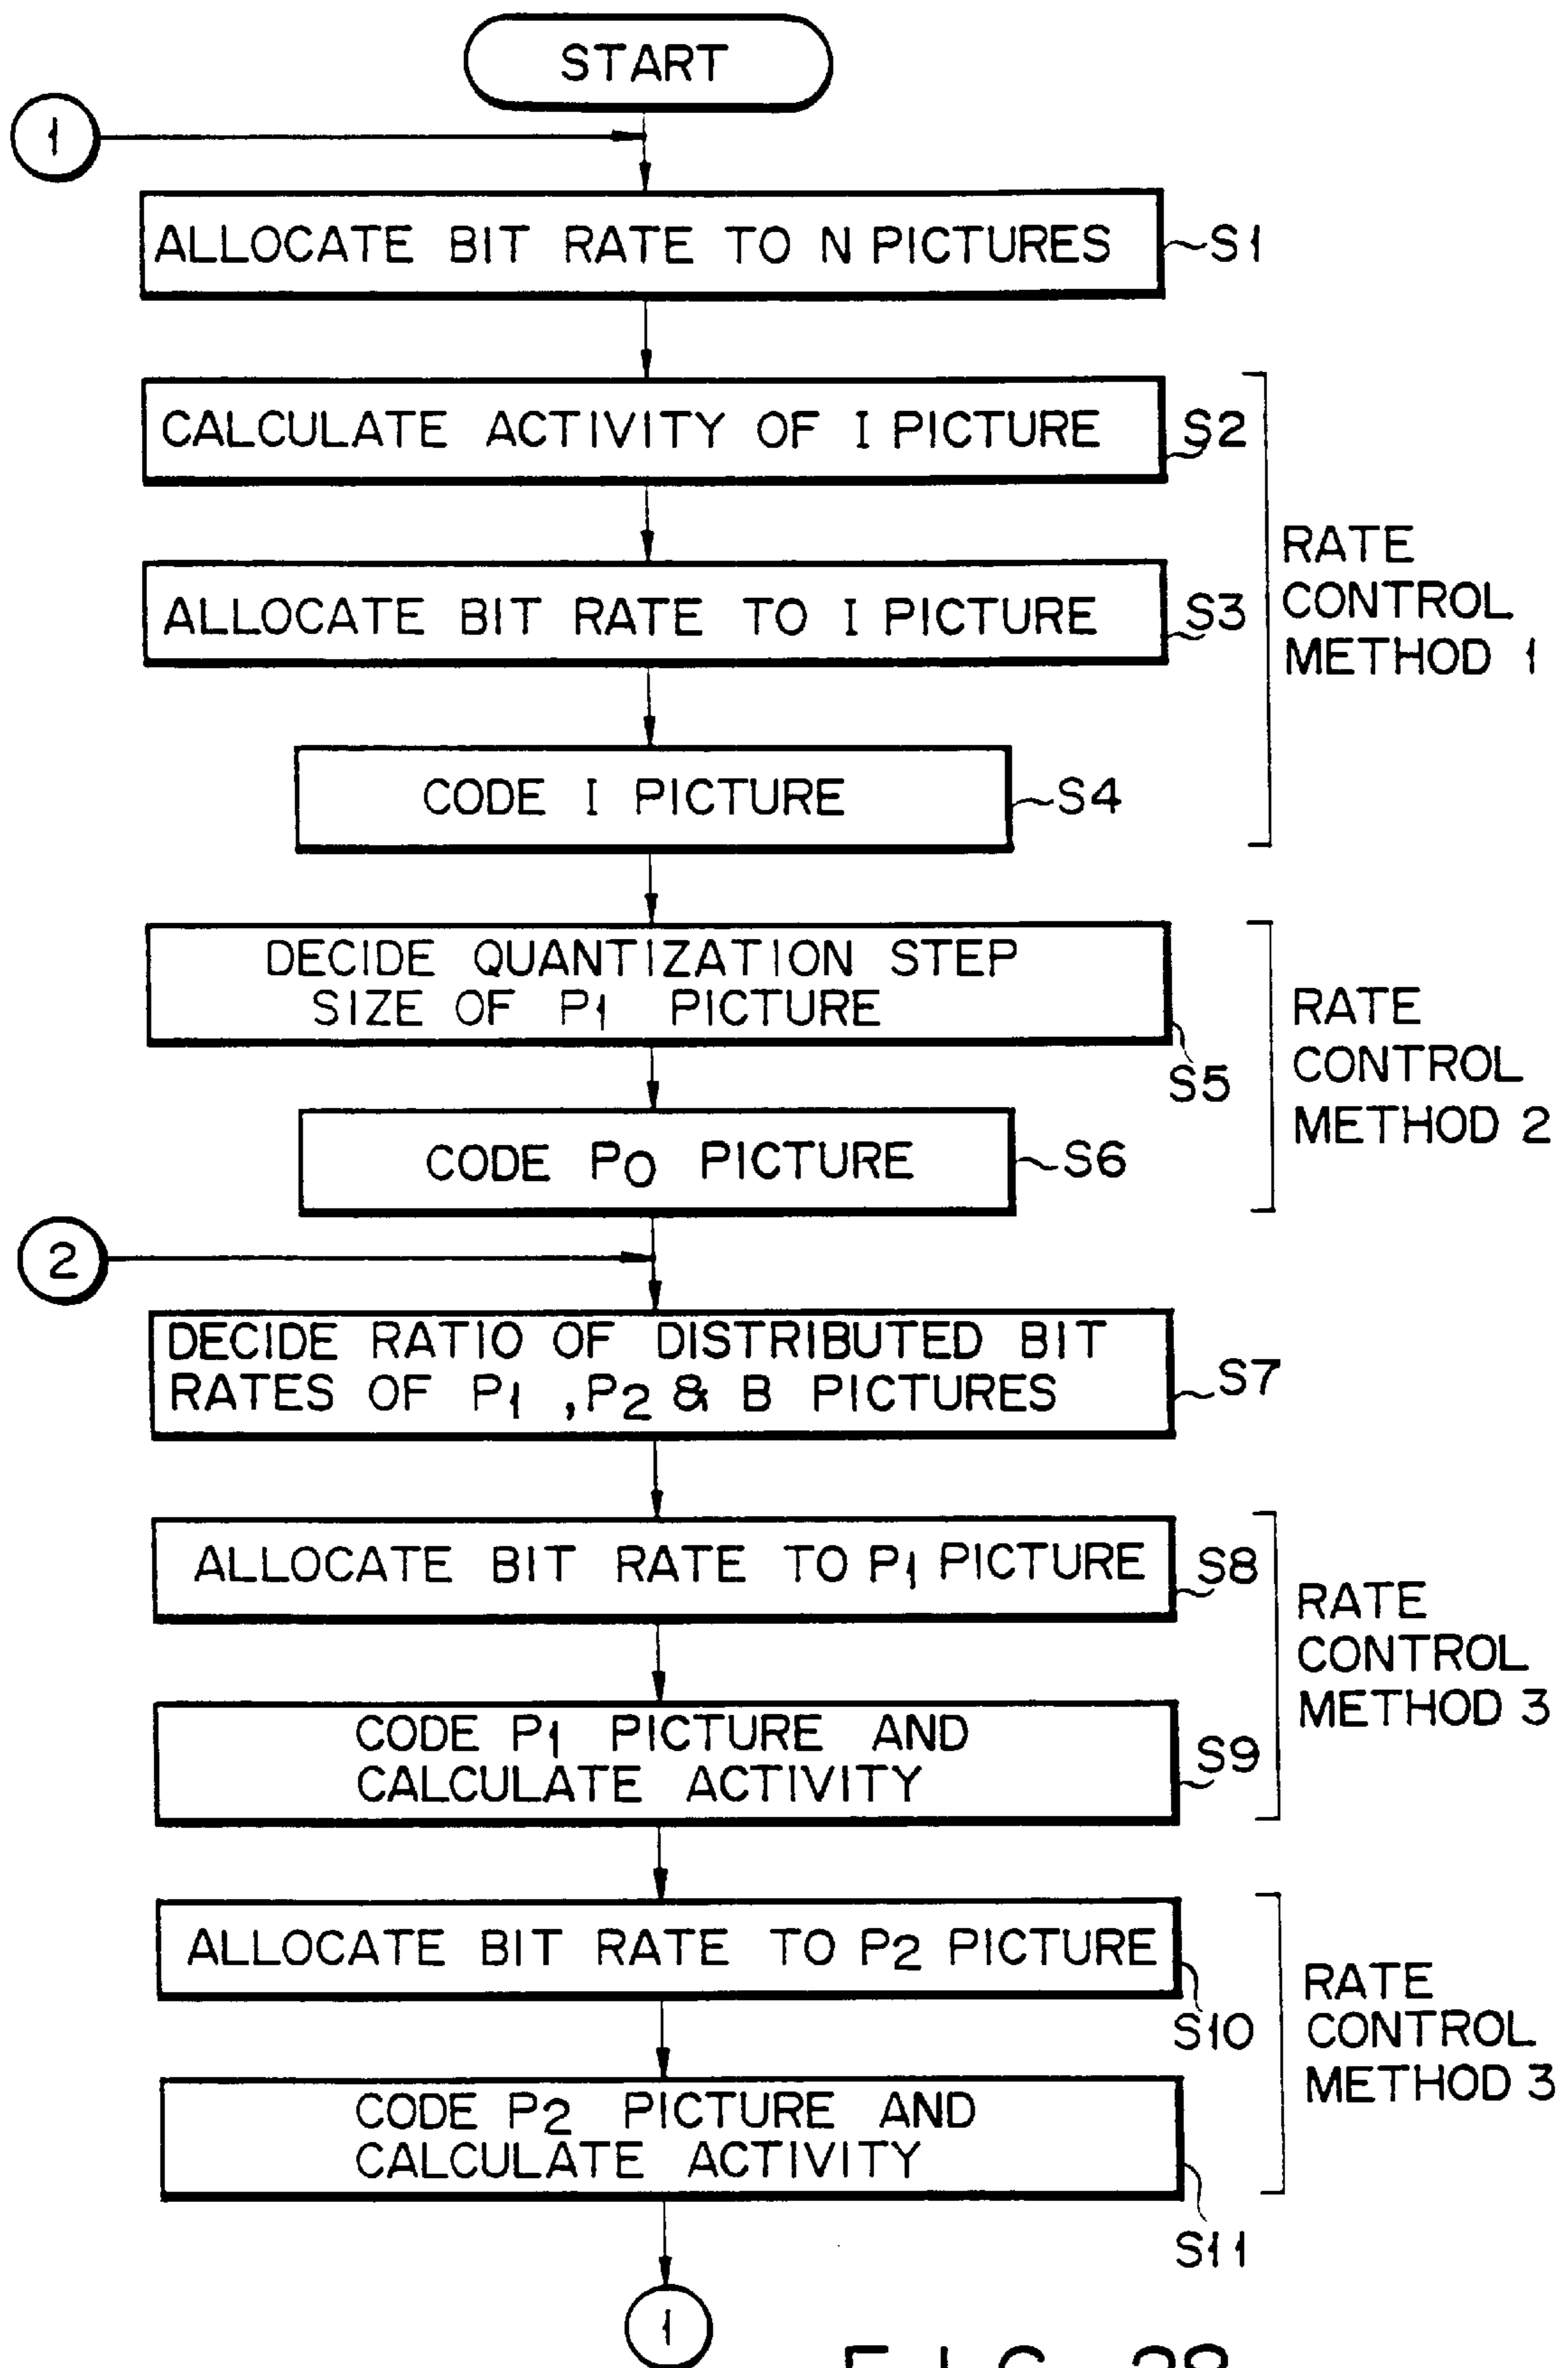 START
1
ALLOCATE BIT RATE TO N PICTURES
S1
CALCULATE ACTIVITY OF I PICTURE
S2
ALLOCATE BIT RATE TO I PICTURE
S3
RATE
CONTROL
METHOD 1
CODE I PICTURE
S4
DECIDE QUANTIZATION STEP
SIZE OF P1 PICTURE
S5
RATE
CONTROL
METHOD 2
CODE P0 PICTURE
S6
2
DECIDE RATIO OF DISTRIBUTED BIT
RATES OF P1 ,P2 & B PICTURES
S7
ALLOCATE BIT RATE TO P1 PICTURE
S8
RATE
CONTROL
METHOD 3
CODE P1 PICTURE AND
CALCULATE ACTIVITY
S9
ALLOCATE BIT RATE TO P2 PICTURE
S10
RATE
CONTROL
METHOD 3
CODE P2 PICTURE AND
CALCULATE ACTIVITY
S11
1